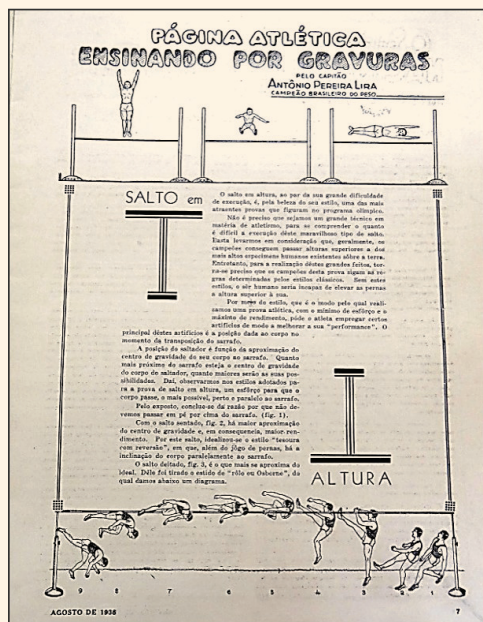 PÁGINA ATLÉTICA
ENSINANDO POR GRAVURAS
PELO CAPITÃO
ANTÔNIO PEREIRA LIRA
CAMPEÃO BRASILEIRO DO PESO
SALTO em
O salto em altura, ao par da sua grande dificuldade
de execução, é, pela beleza do seu estilo, uma das mais
atraentes provas que figuram no programa olímpico.
Não é preciso que sejamos um grande técnico em
matéria de atletismo, para se compreender o quanto
é difícil a execução dêste maravilhoso tipo de salto.
Basta levarmos em consideração que, geralmente, os
campeões conseguem passar alturas superiores a dos
mais altos especimens humanos existentes sôbre a terra.
Entretanto, para a realização dêstes grandes feitos, tor-
na-se preciso que os campeões desta prova sigam as re-
gras determinadas pelos estilos clássicos. Sem estes
estilos, o sêr humano seria incapaz de elevar as pernas
a altura superior à sua.
Por meio do estilo, que é o modo pelo qual reali-
samos uma prova atlética, com o mínimo de esfôrço e o
máximo de rendimento, póde o atleta empregar certos
artifícios de modo a melhorar a sua "performance". O
principal dêstes artifícios é a posição dada ao corpo no
momento da transposição do sarrafo.
A posição do saltador é função da aproximação do
centro de gravidade do seu corpo ao sarrafo. Quanto
mais próximo do sarrafo esteja o centro de gravidade
do corpo do saltador, quanto maiores serão as suas pos-
sibilidades. Daí, observarmos nos estilos adotados pa-
ra a prova de salto em altura, um esfôrço para que o
corpo passe, o mais possivel, perto e paralelo ao sarrafo.
Pelo exposto, conclue-se da razão por que não de-
vemos passar em pé por cima do sarrafo. (fig. 1).
Com o salto sentado, fig. 2, há maior aproximação
do centro de gravidade e, em consequencia, maior ren-
dimento. Por este salto, idealizou-se o estilo "tesoura
com reversão", em que, além do jôgo de pernas, há a
inclinação do corpo paralelamente ao sarrafo.
O salto deitado, fig. 3, é o que mais se aproxima do
ideal. Dêle foi tirado o estilo de "rôlo ou Osborne", do
qual damos abaixo um diagrama.
ALTURA
9 8 7 6 5 4 3 2 1
AGOSTO DE 1938
7